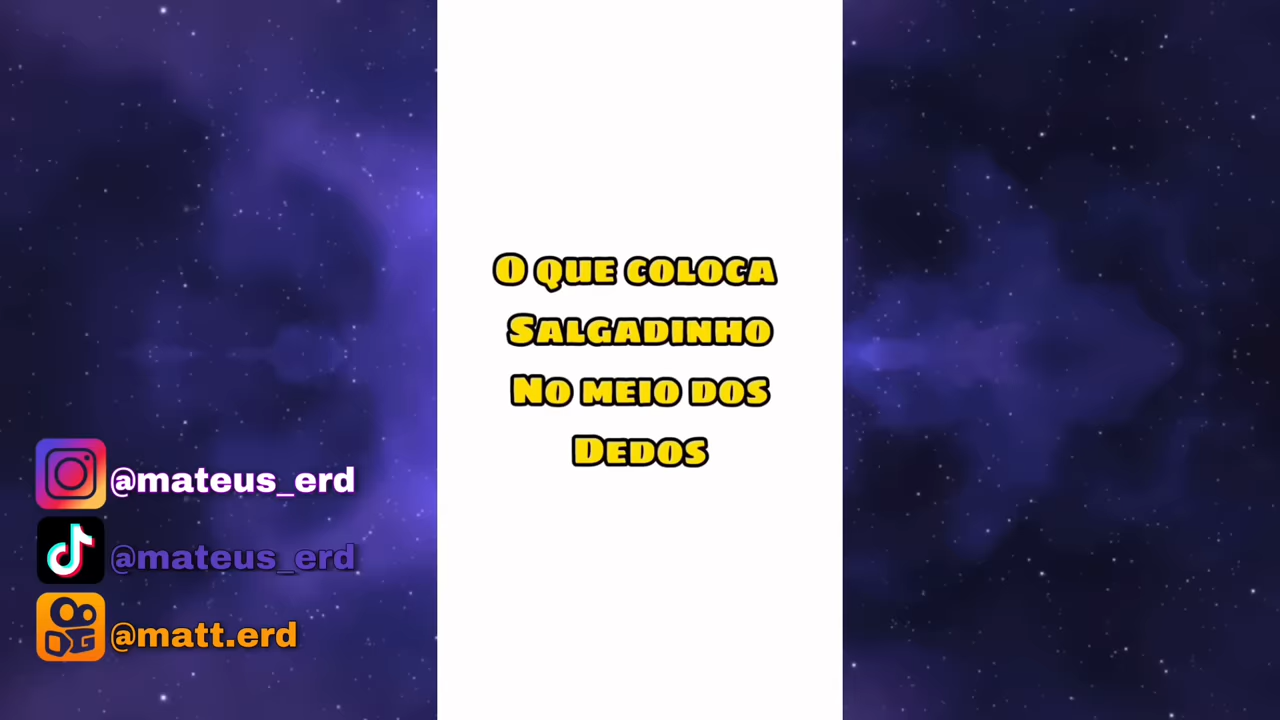 O que coloca
Salgadinho
No meio dos
Dedos
@mateus_erd
@mateus_erd
@matt.erd